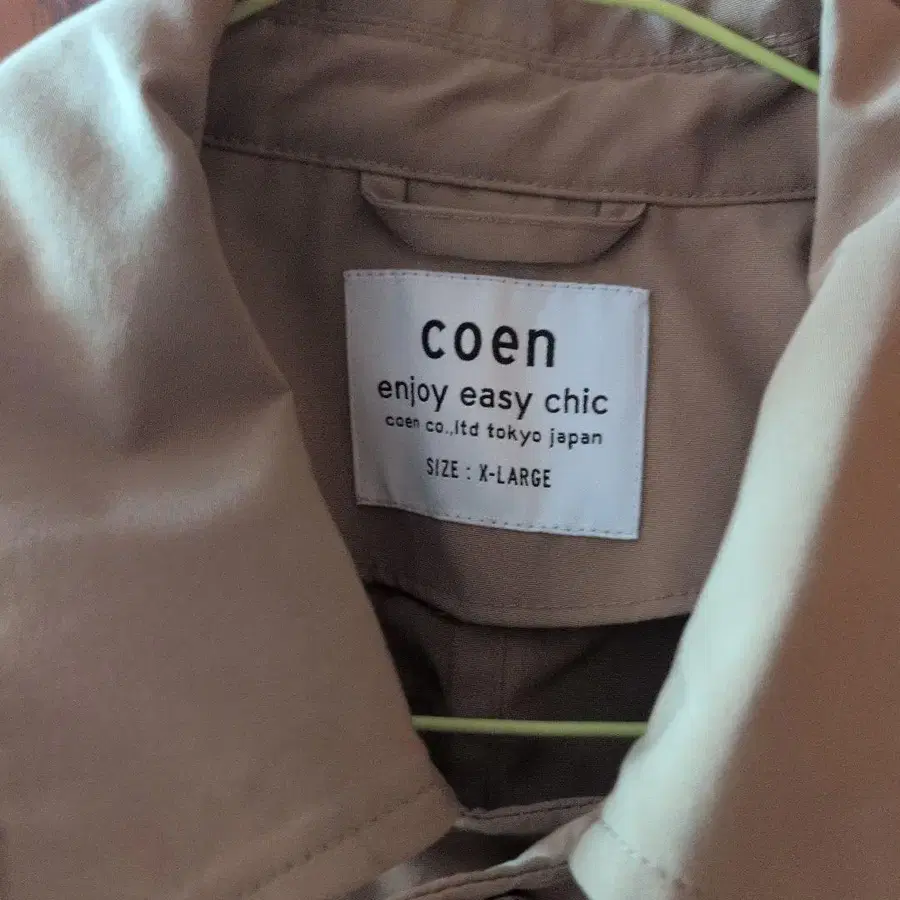 coen
enjoy easy chic
coen co.,ltd tokyo japan
SIZE : X-LARGE